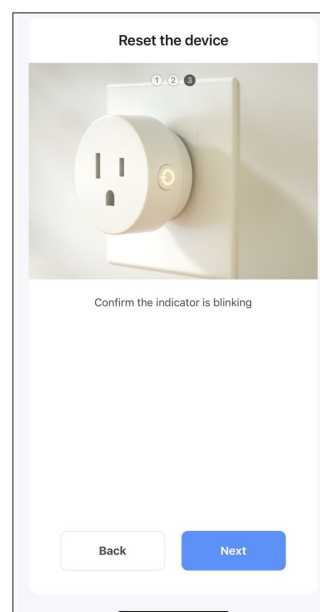 Reset the device
1 2 3
Confirm the indicator is blinking
Back Next